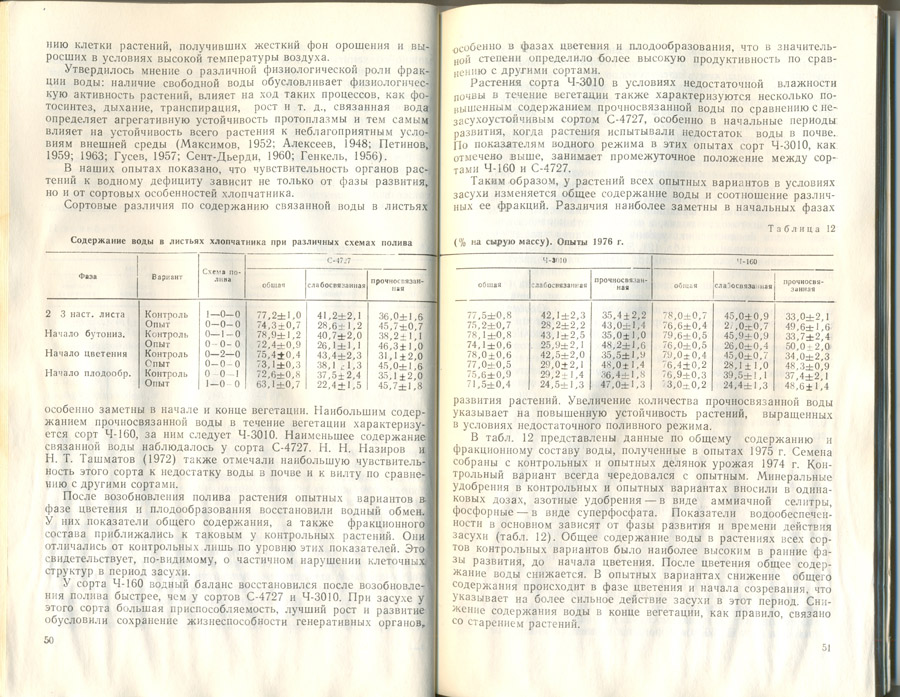 нию клетки растений, получивших жесткий фон орошения и вы-
росших в условиях высокой температуры воздуха.
Утвердилось мнение о различной физиологической роли фрак-
ции воды: наличие свободной воды обусловливает физиологичес-
кую активность растений, влияет на ход таких процессов, как фо-
тосинтез, дыхание, транспирация, рост и т. д., связанная вода
определяет агрегативную устойчивость протоплазмы и тем самым
влияет на устойчивость всего растения к неблагоприятным усло-
виям внешней среды (Максимов, 1952; Алексеев, 1948; Петинов,
1959; 1963; Гусев, 1957; Сент-Дьерди, 1960; Генкель, 1956).
В наших опытах показано, что чувствительность органов рас-
тений к водному дефициту зависит не только от фазы развития,
но и от сортовых особенностей хлопчатника.
Сортовые различия по содержанию связанной воды в листьях
Содержание воды в листьях хлопчатника при различных схемах полива
Фаза Вариант Схема по-
лива С-4727
общая слабосвязанная прочносвязан-
ная
2 3 наст. листа Контроль 1—0—0 77,2±1,0 41,2±2,1 36,0±1,6
Опыт 0—0—0 74,3±0,7 28,6±1,2 45,7±0,7
Начало бутониз. Контроль 0—1—0 78,9±1,2 40,7±2,0 38,2±1,1
Опыт 0—0—0 72,4±0,9 26,1±1,1 46,3±1,0
Начало цветения Контроль 0—2—0 75,4±0,4 43,4±2,3 31,1±2,0
Опыт 0—0—0 73,1±0,3 38,1±1,3 45,0±1,6
Начало плодообр. Контроль 0—0—1 72,6±0,8 37,5±2,4 35,1±2,0
Опыт 1—0—0 63,1±0,7 22,4±1,5 45,7±1,8
особенно заметны в начале и конце вегетации. Наибольшим содер-
жанием прочносвязанной воды в течение вегетации характеризу-
ется сорт Ч-160, за ним следует Ч-3010. Наименьшее содержание
связанной воды наблюдалось у сорта С-4727. Н. Н. Назиров и
Н. Т. Ташматов (1972) также отмечали наибольшую чувствитель-
ность этого сорта к недостатку воды в почве и к вилту по сравне-
нию с другими сортами.
После возобновления полива растения опытных вариантов в
фазе цветения и плодообразования восстановили водный обмен.
У них показатели общего содержания, а также фракционного
состава приближались к таковым у контрольных растений. Они
отличались от контрольных лишь по уровню этих показателей. Это
свидетельствует, по-видимому, о частичном нарушении клеточных
структур в период засухи.
У сорта Ч-160 водный баланс восстановился после возобновле-
ния полива быстрее, чем у сортов С-4727 и Ч-3010. При засухе у
этого сорта большая приспособляемость, лучший рост и развитие
обусловили сохранение жизнеспособности генеративных органов,
50
особенно в фазах цветения и плодообразования, что в значитель-
ной степени определило более высокую продуктивность по срав-
нению с другими сортами.
Растения сорта Ч-3010 в условиях недостаточной влажности
почвы в течение вегетации также характеризуются несколько по-
вышенным содержанием прочносвязанной воды по сравнению с не-
засухоустойчивым сортом С-4727, особенно в начальные периоды
развития, когда растения испытывали недостаток воды в почве.
По показателям водного режима в этих опытах сорт Ч-3010, как
отмечено выше, занимает промежуточное положение между сор-
тами Ч-160 и С-4727.
Таким образом, у растений всех опытных вариантов в условиях
засухи изменяется общее содержание воды и соотношение различ-
ных ее фракций. Различия наиболее заметны в начальных фазах
Таблица 12
(% на сырую массу). Опыты 1976 г.
Ч-3010 Ч-160
общая слабосвязанная прочносвязан-
ная общая слабосвязанная прочносвя-
занная
77,5±0,8 42,1±2,3 35,4±2,2 78,0±0,7 45,0±0,9 33,0±2,1
75,2±0,7 28,2±2,2 43,0±1,4 76,6±0,4 27,0±0,7 49,6±1,6
78,1±0,8 43,1±2,5 35,0±1,0 79,6±0,5 45,9±0,9 33,7±2,4
74,1±0,6 25,9±2,1 48,2±1,6 76,0±0,5 26,0±0,4 50,0±2,0
78,0±0,6 42,5±2,0 35,5±1,9 79,0±0,4 45,0±0,7 34,0±2,3
77,0±0,5 29,0±2,1 48,0±1,4 76,4±0,2 28,1±1,0 48,3±0,9
75,6±0,9 29,2±1,4 36,4±1,8 76,9±0,3 39,5±1,1 37,4±2,1
71,5±0,4 24,5±1,3 47,0±1,3 73,0±0,2 24,4±1,3 48,6±1,4
развития растений. Увеличение количества прочносвязанной воды
указывает на повышенную устойчивость растений, выращенных
в условиях недостаточного поливного режима.
В табл. 12 представлены данные по общему содержанию и
фракционному составу воды, полученные в опытах 1975 г. Семена
собраны с контрольных и опытных делянок урожая 1974 г. Кон-
трольный вариант всегда чередовался с опытным. Минеральные
удобрения в контрольных и опытных вариантах вносили в одина-
ковых дозах, азотные удобрения — в виде аммиачной селитры,
фосфорные — в виде суперфосфата. Показатели водообеспечен-
ности в основном зависят от фазы развития и времени действия
засухи (табл. 12). Общее содержание воды в растениях всех сор-
тов контрольных вариантов было наиболее высоким в ранние фа-
зы развития, до начала цветения. После цветения общее содер-
жание воды снижается. В опытных вариантах снижение общего
содержания происходит в фазе цветения и начала созревания, что
указывает на более сильное действие засухи в этот период. Сни-
жение содержания воды в конце вегетации, как правило, связано
со старением растений.
51